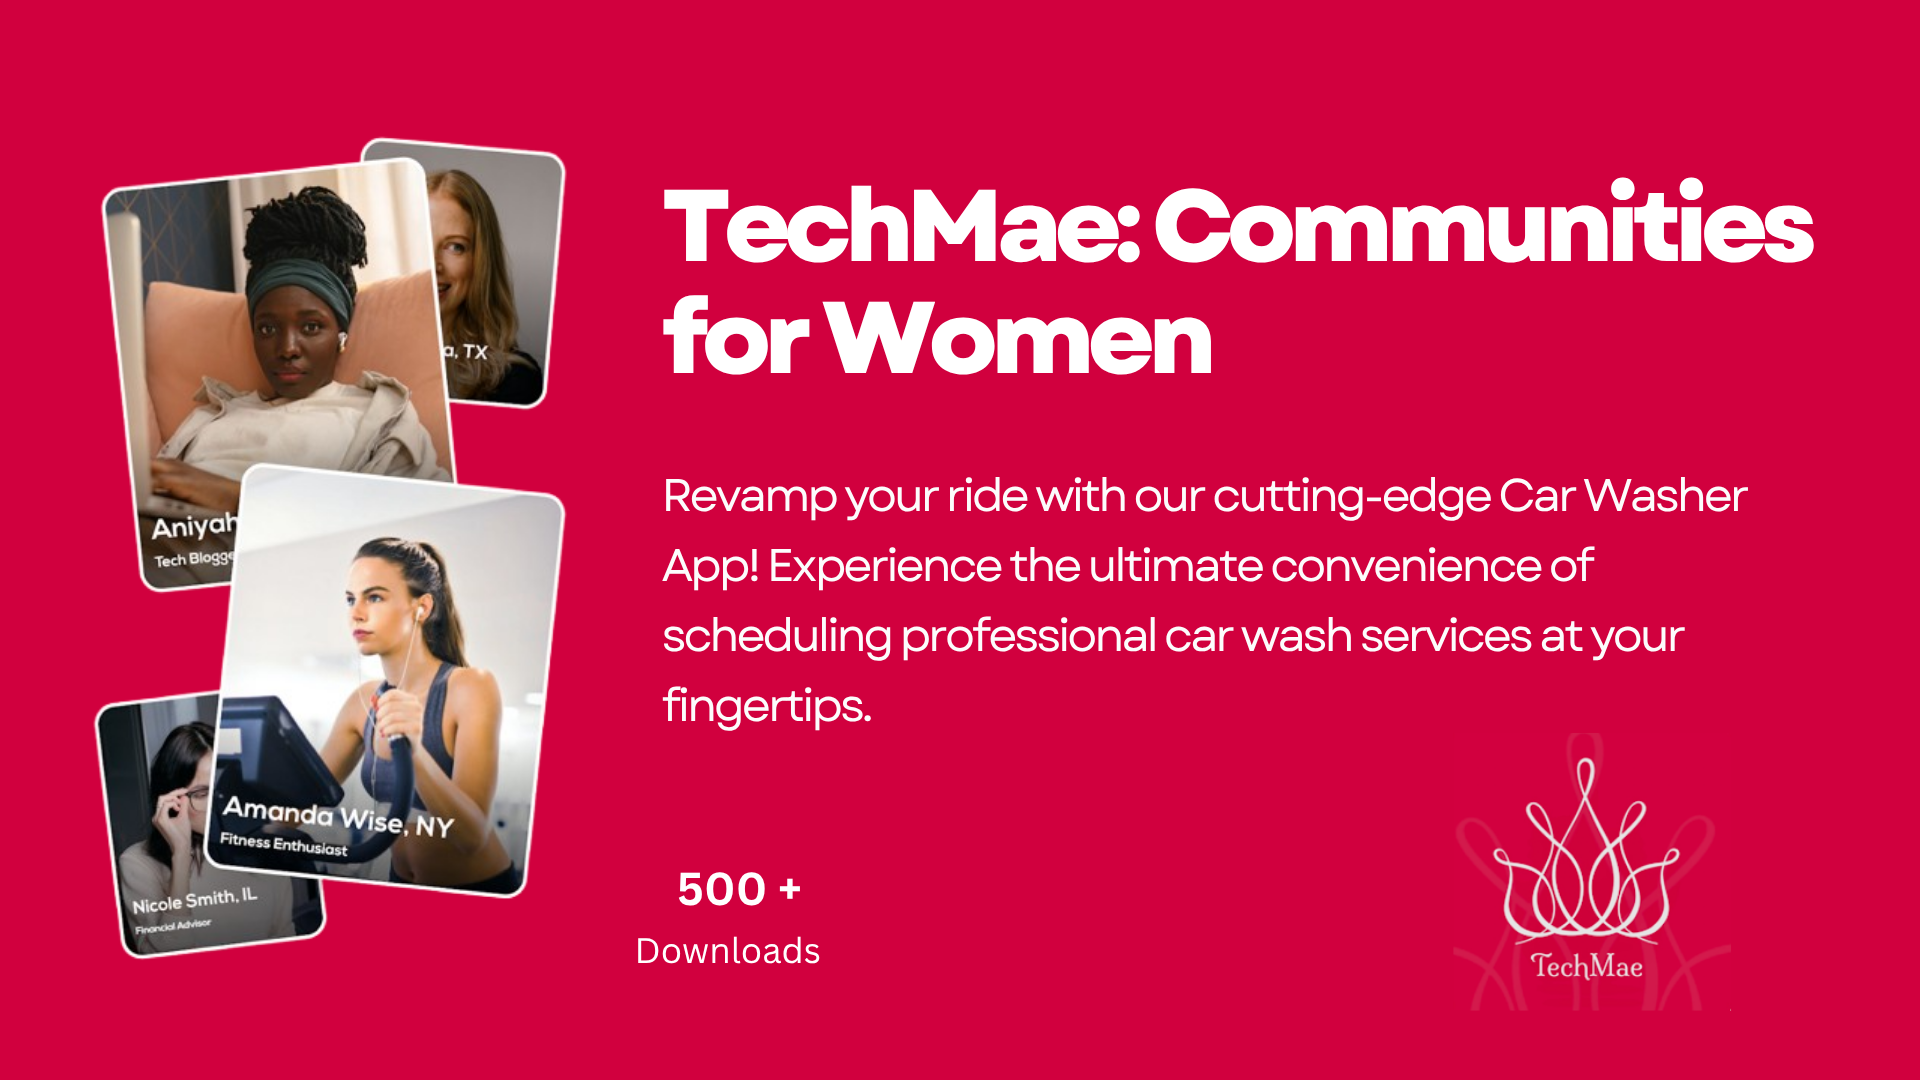 TechMae: Communities
for Women
Revamp your ride with our cutting-edge Car Washer
App! Experience the ultimate convenience of
scheduling professional car wash services at your
fingertips.
500 +
Downloads
TechMae
a, TX
Aniyah
Tech Blogge
Amanda Wise, NY
Fitness Enthusiast
Nicole Smith, IL
Financial Advisor